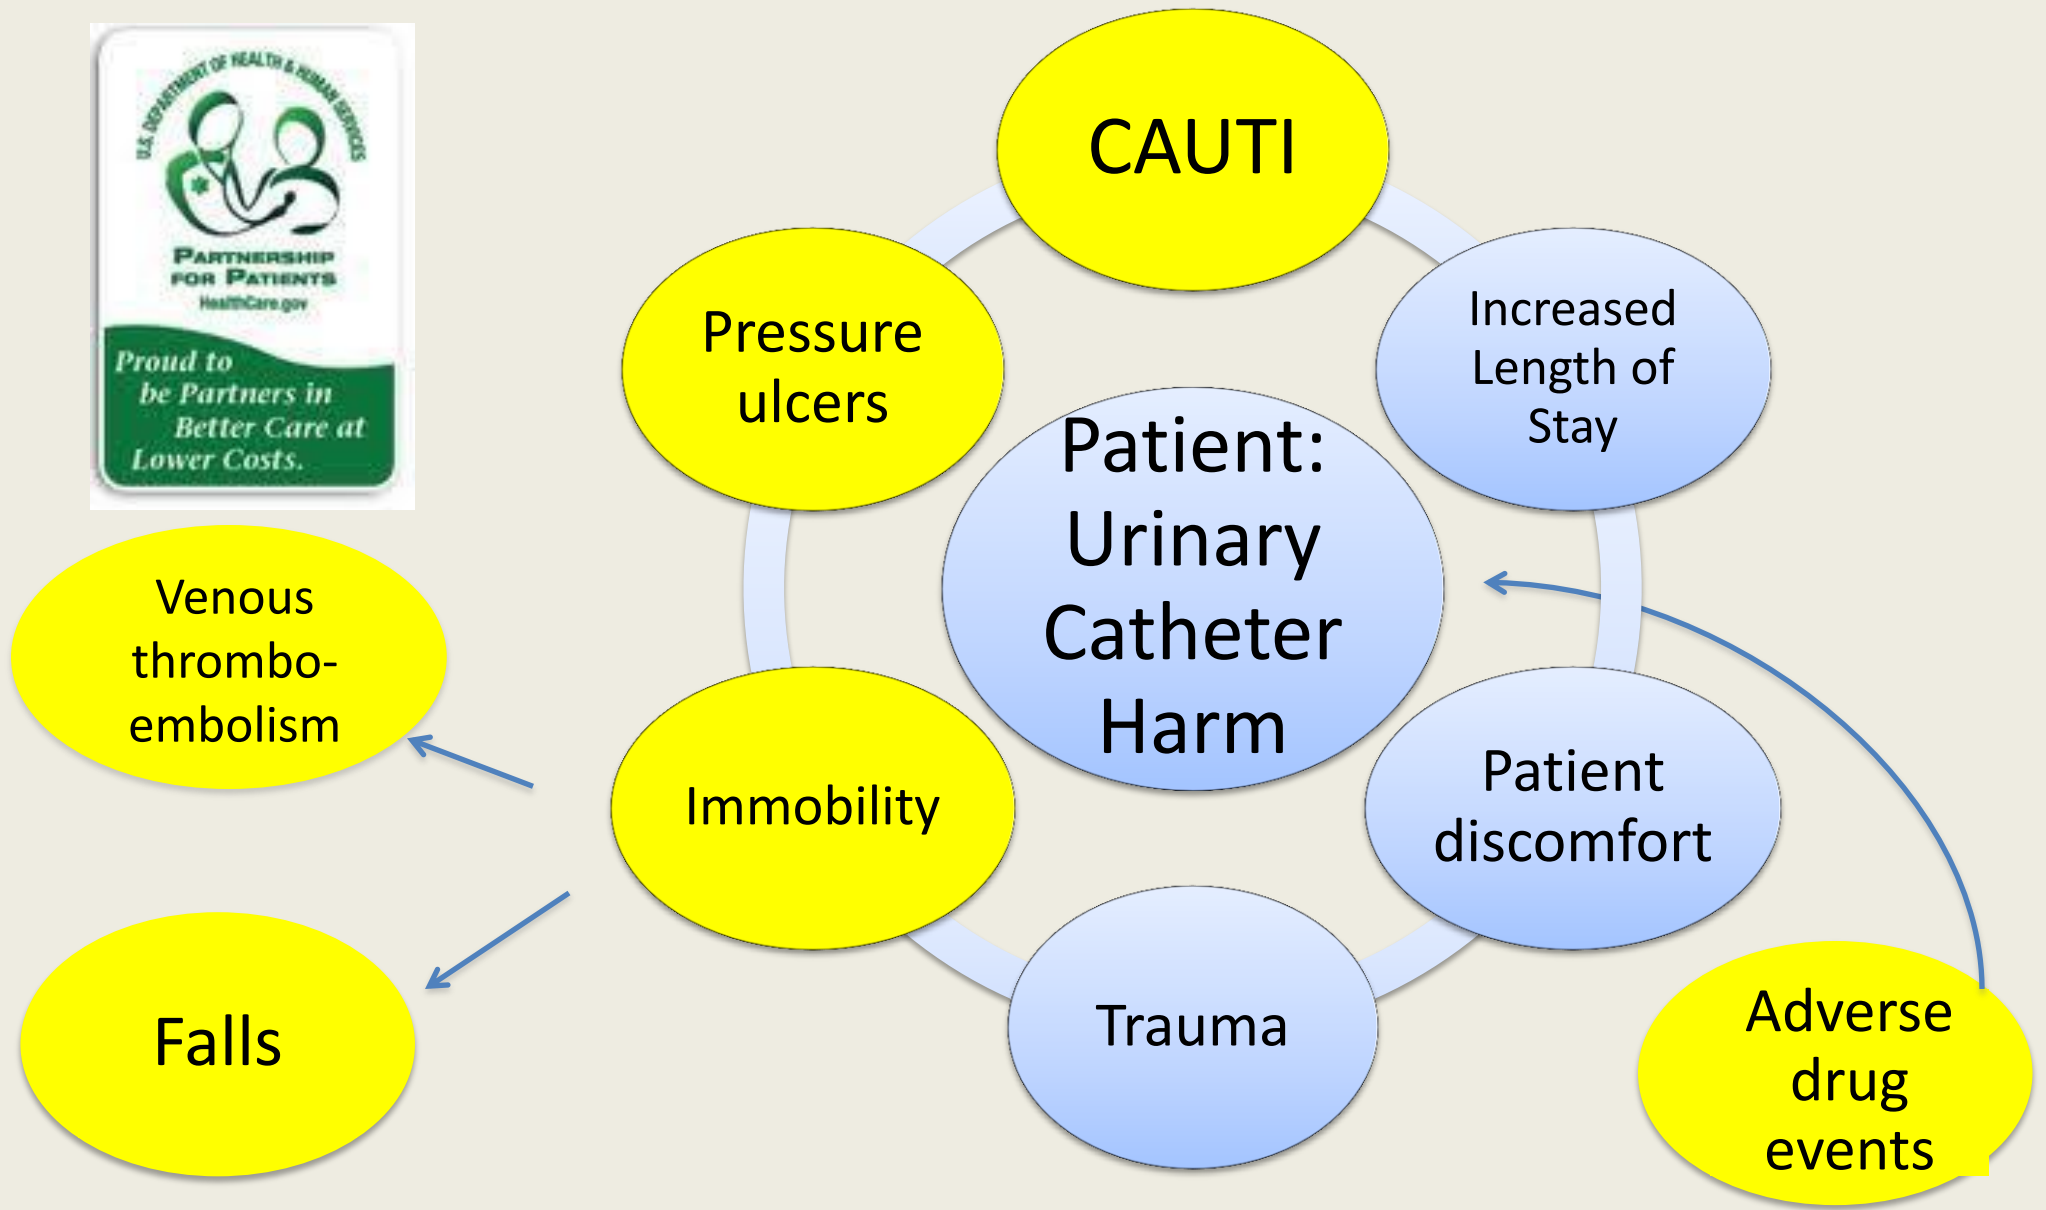 U.S. DEPARTMENT OF HEALTH & HUMAN SERVICES
PARTNERSHIP
FOR PATIENTS
HealthCare.gov
Proud to
be Partners in
Better Care at
Lower Costs.
CAUTI
Pressure
ulcers
Increased
Length of
Stay
Patient:
Urinary
Catheter
Harm
Venous
thrombo-
embolism
Immobility
Patient
discomfort
Falls
Trauma
Adverse
drug
events